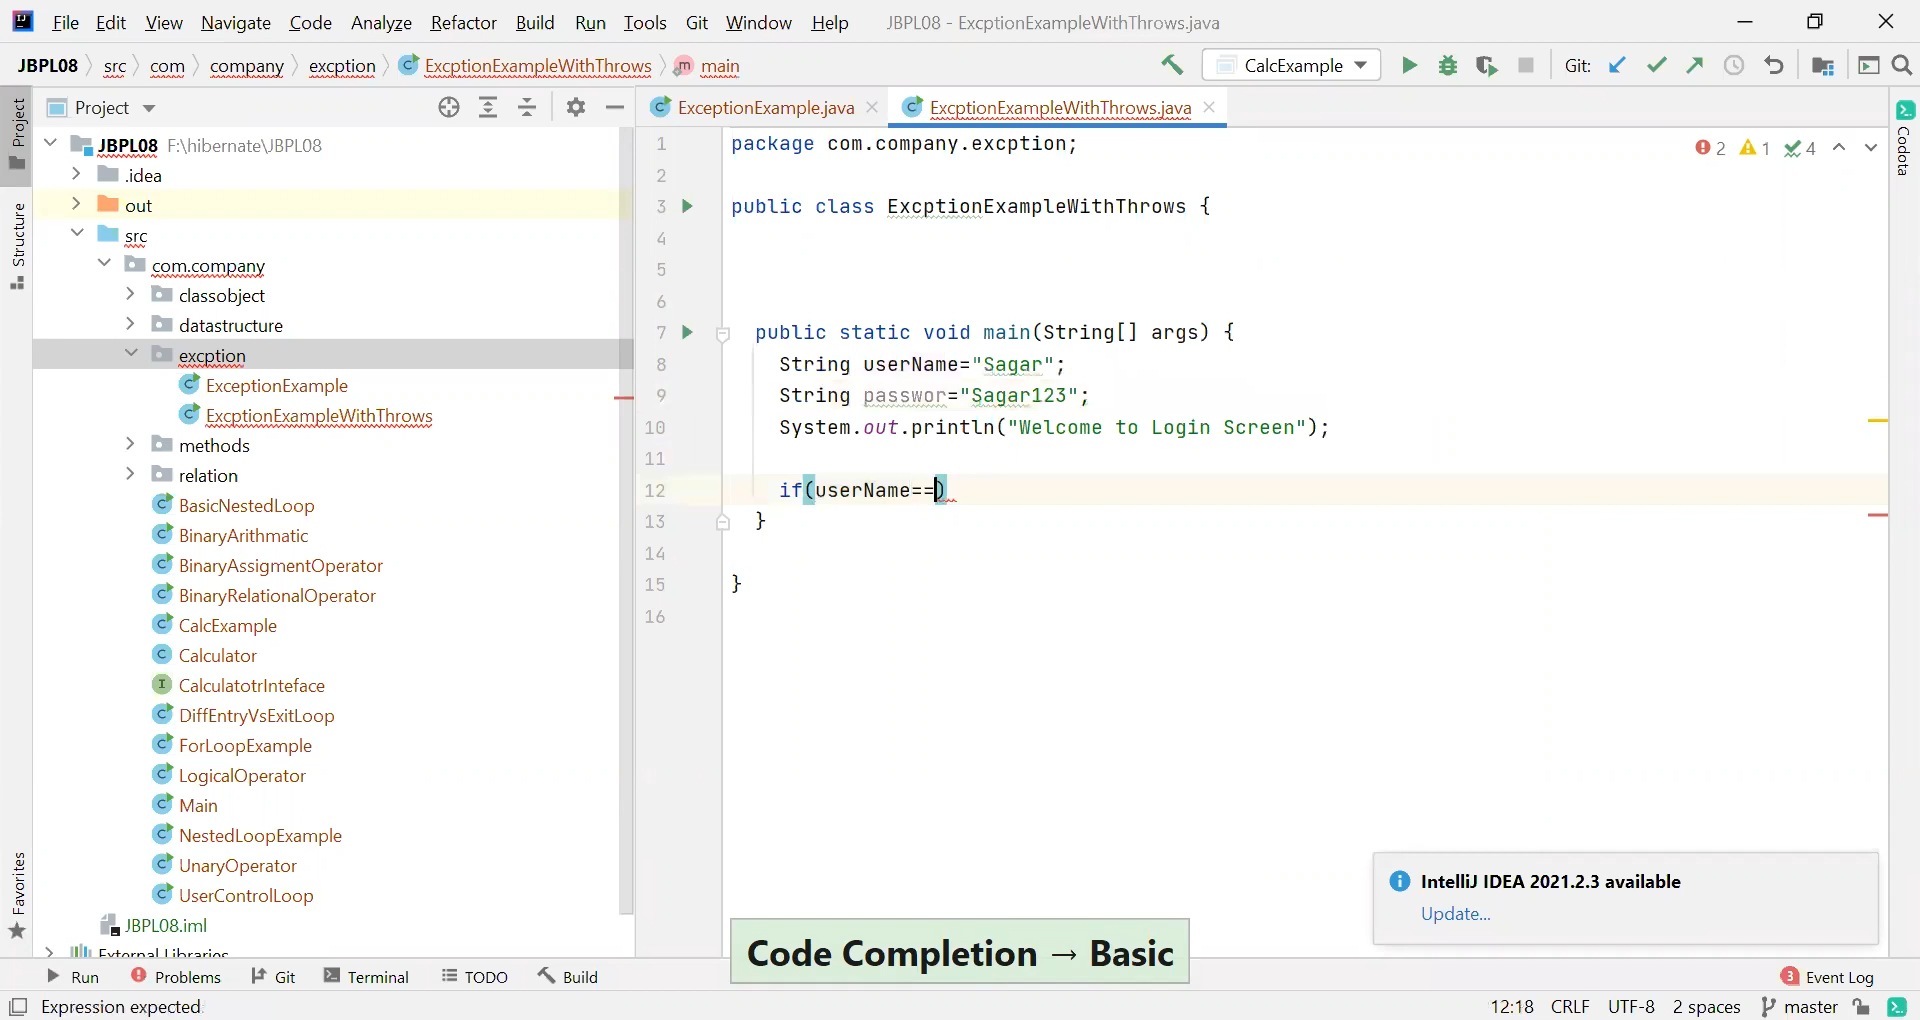 File Edit View Navigate Code Analyze Refactor Build Run Tools Git Window Help JBPL08 - ExcptionExampleWithThrows.java
JBPL08 src com company excption ExcptionExampleWithThrows main CalcExample Git:
Project ExceptionExample.java ExcptionExampleWithThrows.java
Project
Structure
Favorites
Codota
JBPL08 F:\hibernate\JBPL08
.idea
out
src
com.company
classobject
datastructure
excption
ExceptionExample
ExcptionExampleWithThrows
methods
relation
BasicNestedLoop
BinaryArithmatic
BinaryAssigmentOperator
BinaryRelationalOperator
CalcExample
Calculator
CalculatotrInteface
DiffEntryVsExitLoop
ForLoopExample
LogicalOperator
Main
NestedLoopExample
UnaryOperator
UserControlLoop
JBPL08.iml
External Libraries
1 package com.company.excption;
2 1 4
2
3 public class ExcptionExampleWithThrows {
4
5
6
7 public static void main(String[] args) {
8 String userName="Sagar";
9 String passwor="Sagar123";
10 System.out.println("Welcome to Login Screen");
11
12 if(userName==)
13 }
14
15 }
16
IntelliJ IDEA 2021.2.3 available
Update...
Code Completion → Basic
Run Problems Git Terminal TODO Build 3 Event Log
Expression expected 12:18 CRLF UTF-8 2 spaces master